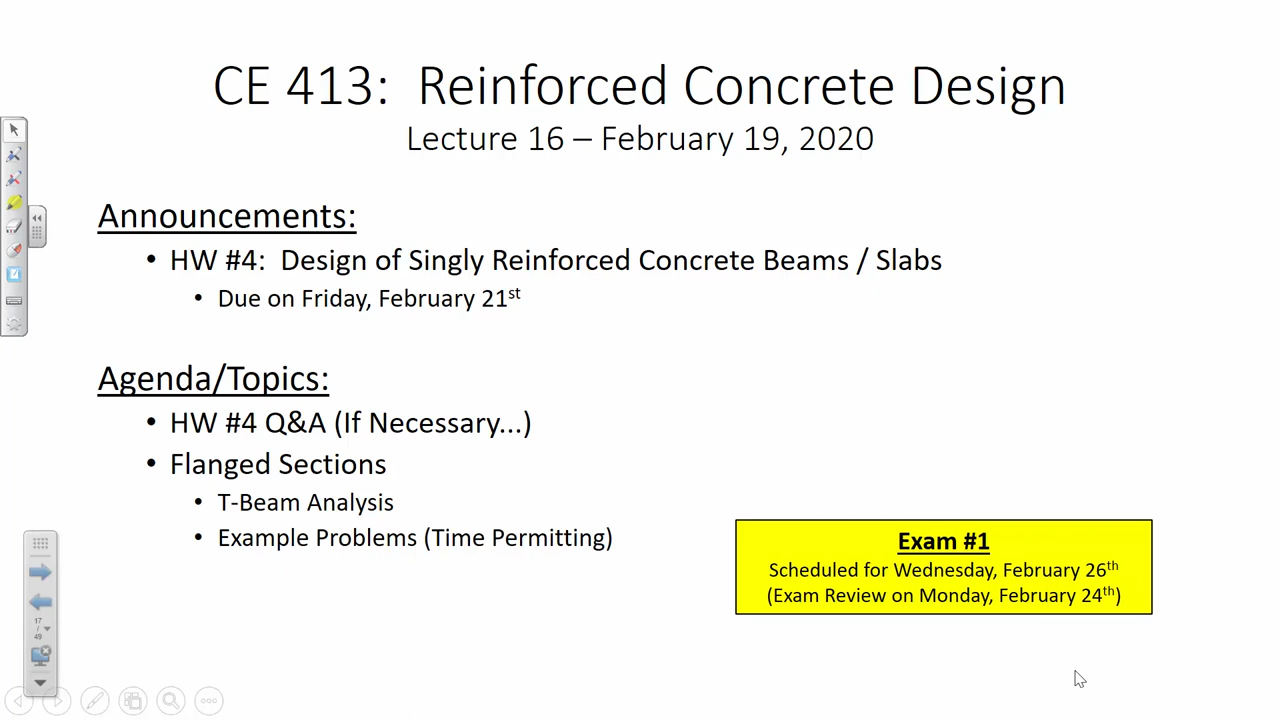 CE 413:  Reinforced Concrete Design
Lecture 16 – February 19, 2020
Announcements:
• HW #4:  Design of Singly Reinforced Concrete Beams / Slabs
• Due on Friday, February 21st
Agenda/Topics:
• HW #4 Q&A (If Necessary...)
• Flanged Sections
• T-Beam Analysis
• Example Problems (Time Permitting)
Exam #1
Scheduled for Wednesday, February 26th
(Exam Review on Monday, February 24th)
17
/
49